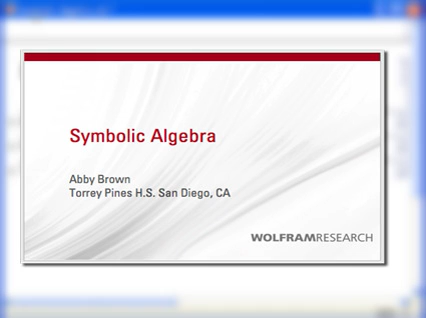 Symbolic Algebra
Abby Brown
Torrey Pines H.S. San Diego, CA
WOLFRAMRESEARCH